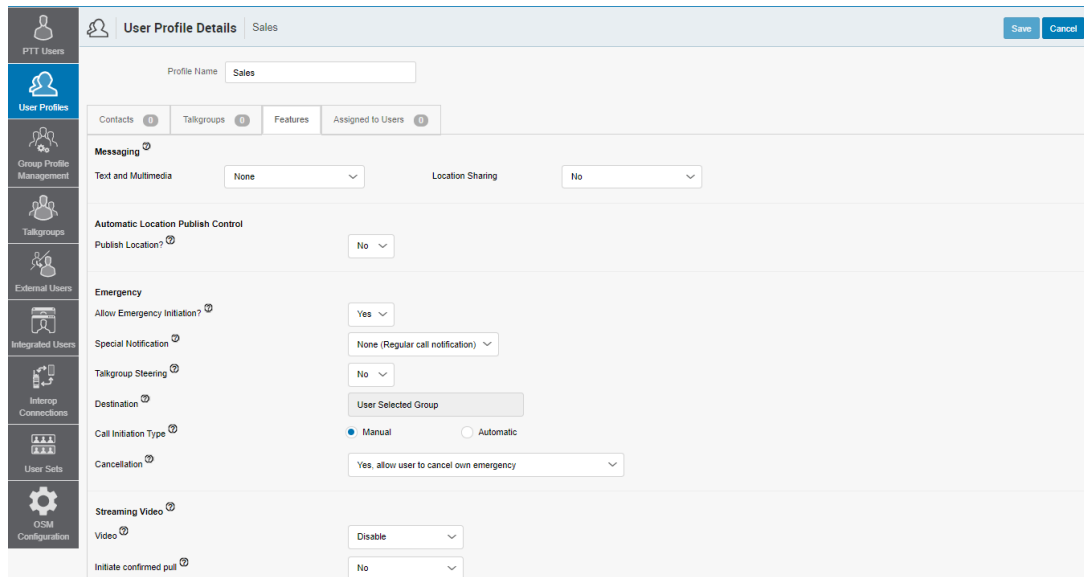 PTT Users
User Profiles
Group Profile
Management
Talkgroups
External Users
Integrated Users
Interop
Connections
User Sets
OSM
Configuration
User Profile Details Sales
Save Cancel
Profile Name Sales
Contacts 0 Talkgroups 0 Features Assigned to Users 0
Messaging ?
Text and Multimedia None Location Sharing No
Automatic Location Publish Control
Publish Location? ? No
Emergency
Allow Emergency Initiation? ? Yes
Special Notification ? None (Regular call notification)
Talkgroup Steering ? No
Destination ? User Selected Group
Call Initiation Type ? Manual Automatic
Cancellation ? Yes, allow user to cancel own emergency
Streaming Video ?
Video ? Disable
Initiate confirmed pull ? No